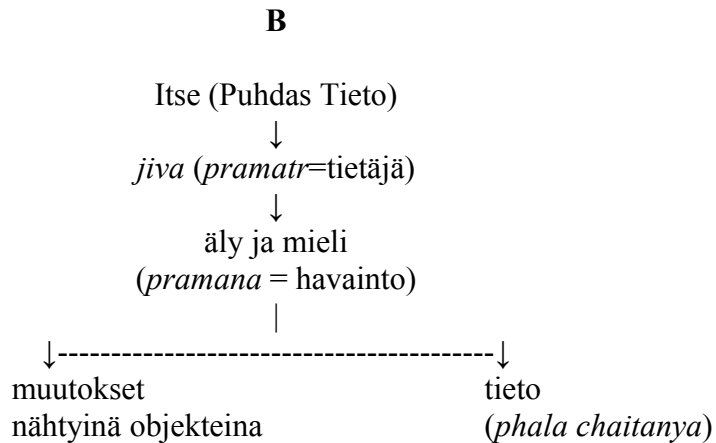 B
Itse (Puhdas Tieto)
↓
jiva (pramatr=tietäjä)
↓
äly ja mieli
(pramana = havainto)
|
↓-----------------------------------------↓
muutokset tieto
nähtyinä objekteina (phala chaitanya)